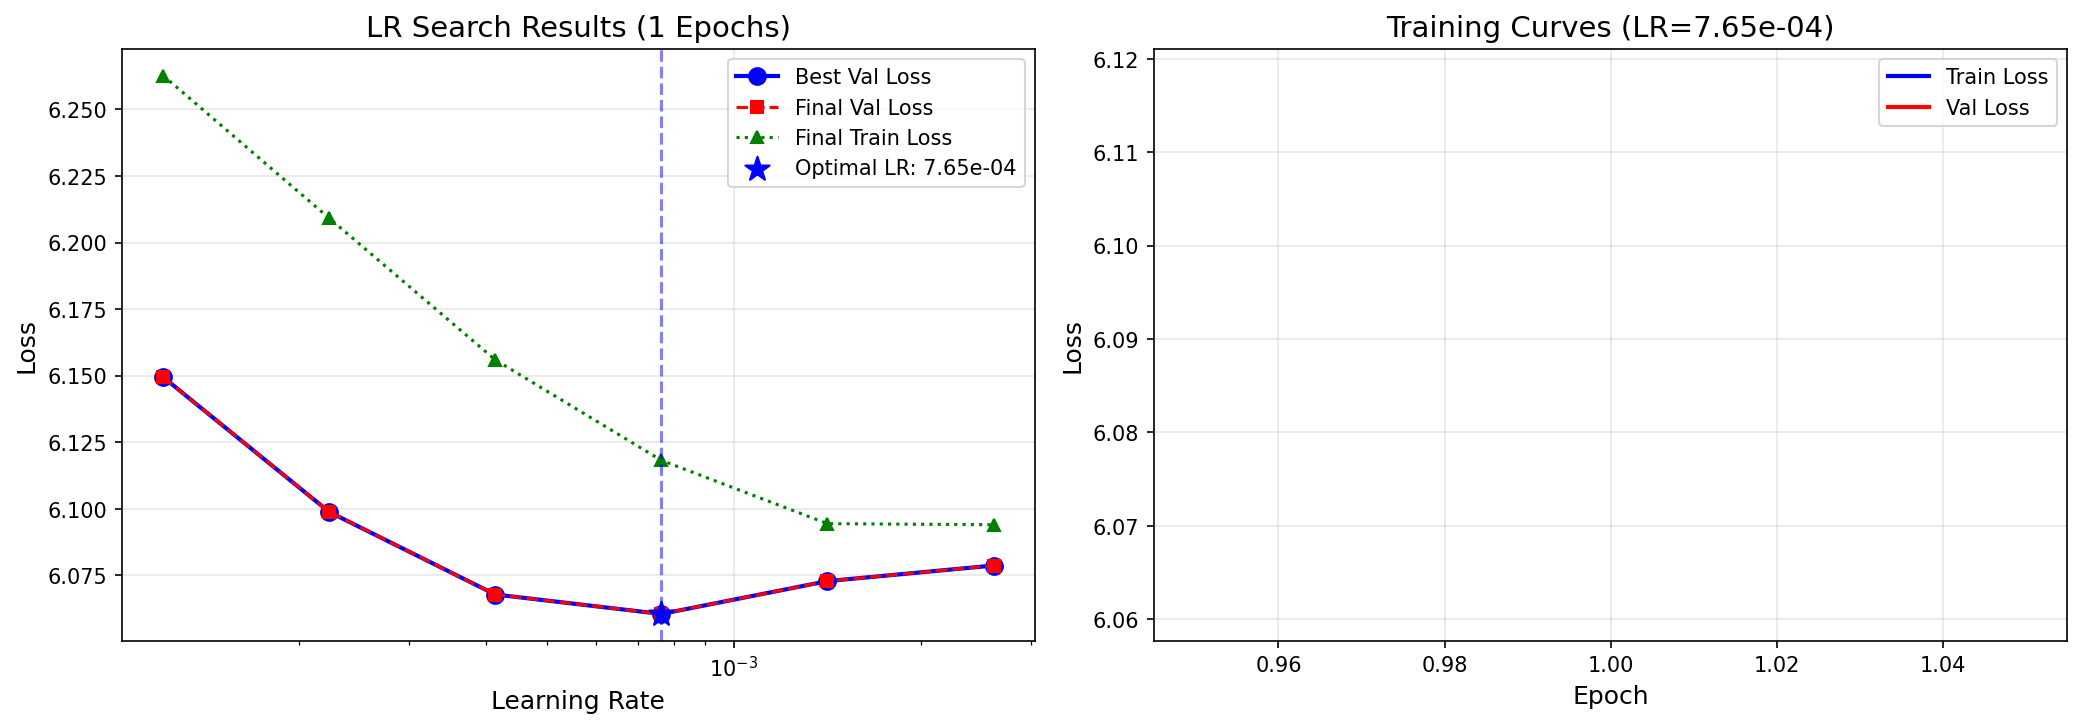 LR Search Results (1 Epochs)
Loss
6.250
6.225
6.200
6.175
6.150
6.125
6.100
6.075
Best Val Loss
Final Val Loss
Final Train Loss
Optimal LR: 7.65e-04
10⁻³
Learning Rate
Training Curves (LR=7.65e-04)
Loss
6.12
6.11
6.10
6.09
6.08
6.07
6.06
Train Loss
Val Loss
0.96 0.98 1.00 1.02 1.04
Epoch